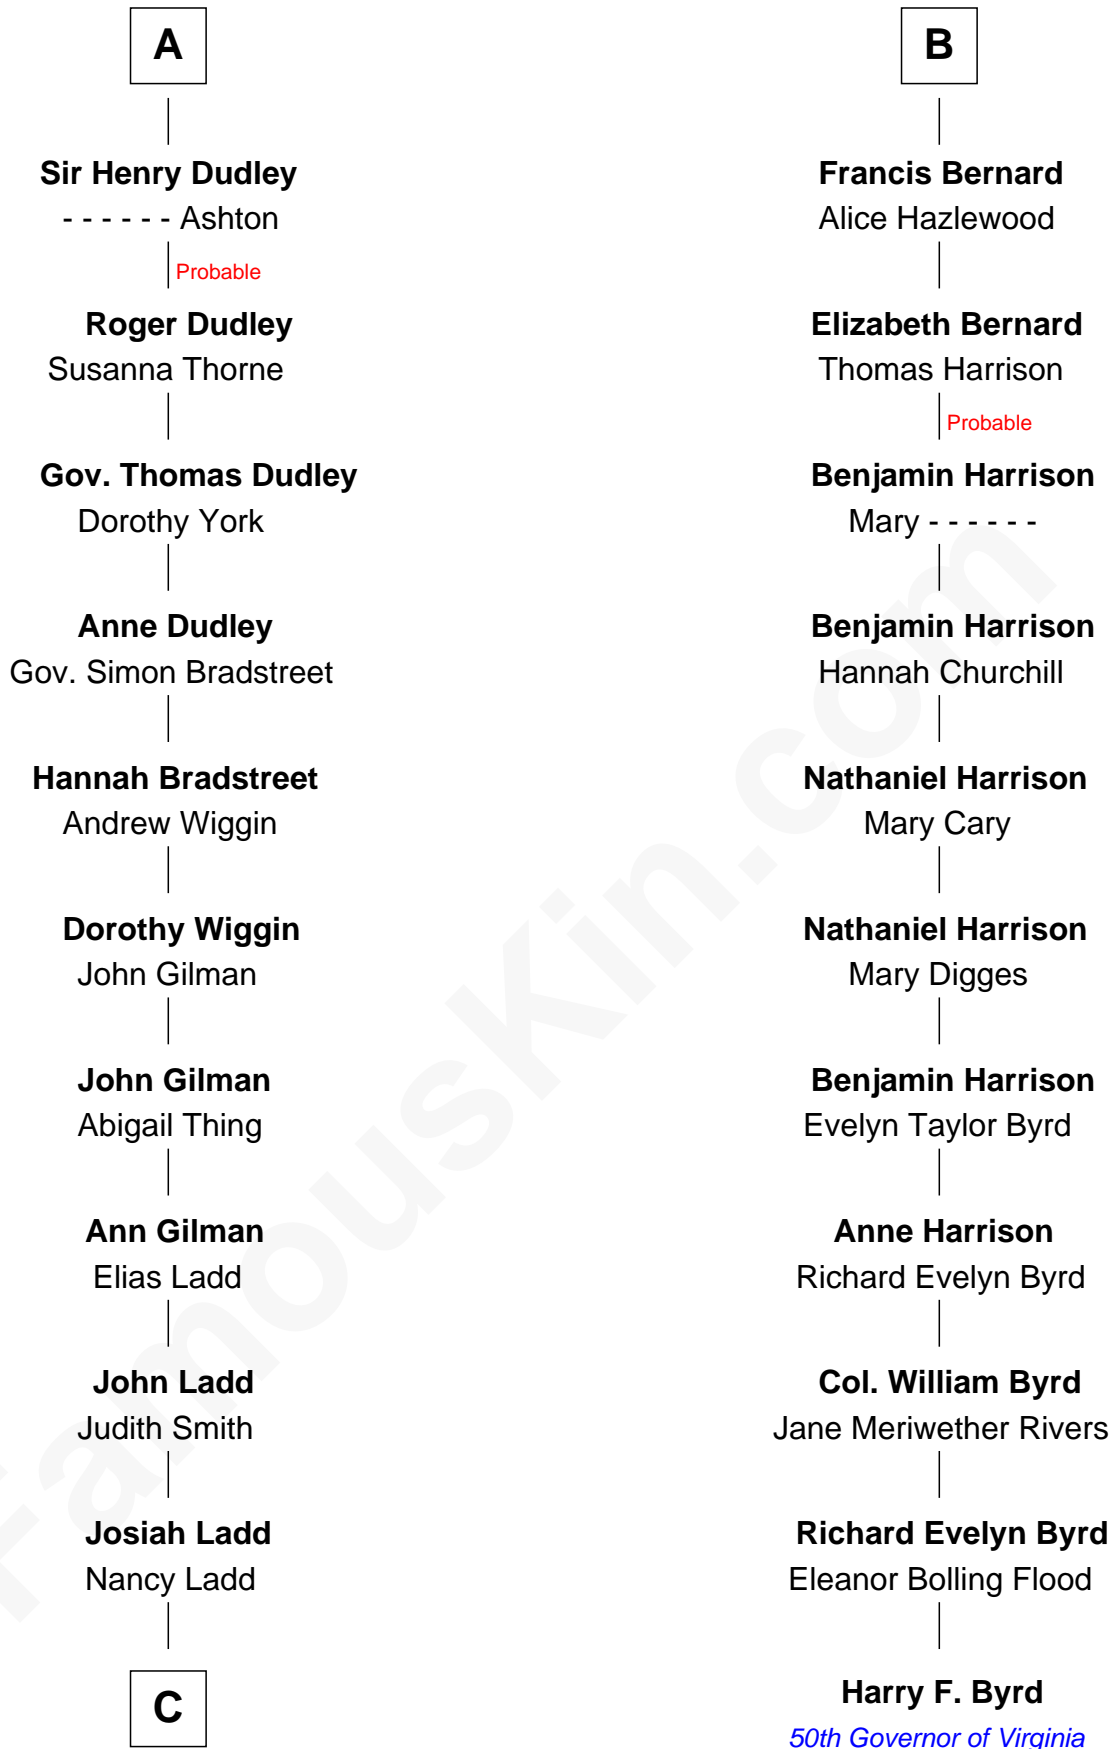 A
Sir Henry Dudley
- - - - - - Ashton
Probable
Roger Dudley
Susanna Thorne
Gov. Thomas Dudley
Dorothy York
Anne Dudley
Gov. Simon Bradstreet
Hannah Bradstreet
Andrew Wiggin
Dorothy Wiggin
John Gilman
John Gilman
Abigail Thing
Ann Gilman
Elias Ladd
John Ladd
Judith Smith
Josiah Ladd
Nancy Ladd
C
B
Francis Bernard
Alice Hazlewood
Elizabeth Bernard
Thomas Harrison
Probable
Benjamin Harrison
Mary - - - - - -
Benjamin Harrison
Hannah Churchill
Nathaniel Harrison
Mary Cary
Nathaniel Harrison
Mary Digges
Benjamin Harrison
Evelyn Taylor Byrd
Anne Harrison
Richard Evelyn Byrd
Col. William Byrd
Jane Meriwether Rivers
Richard Evelyn Byrd
Eleanor Bolling Flood
Harry F. Byrd
50th Governor of Virginia
FamousKin.com